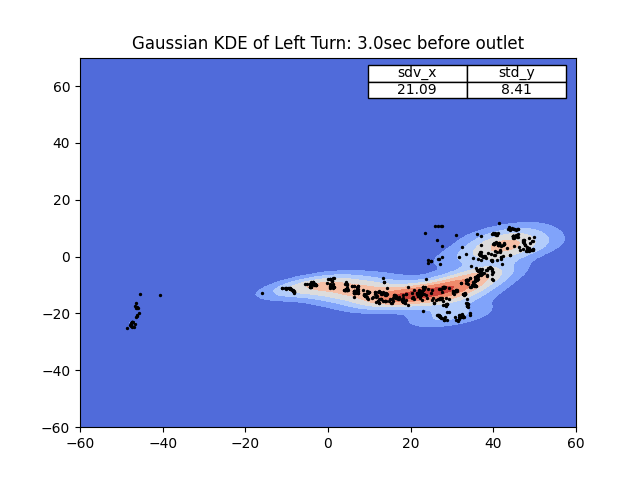 Gaussian KDE of Left Turn: 3.0sec before outlet
sdv_x std_y
21.09 8.41
60
40
20
0
−20
−40
−60
−60 −40 −20 0 20 40 60